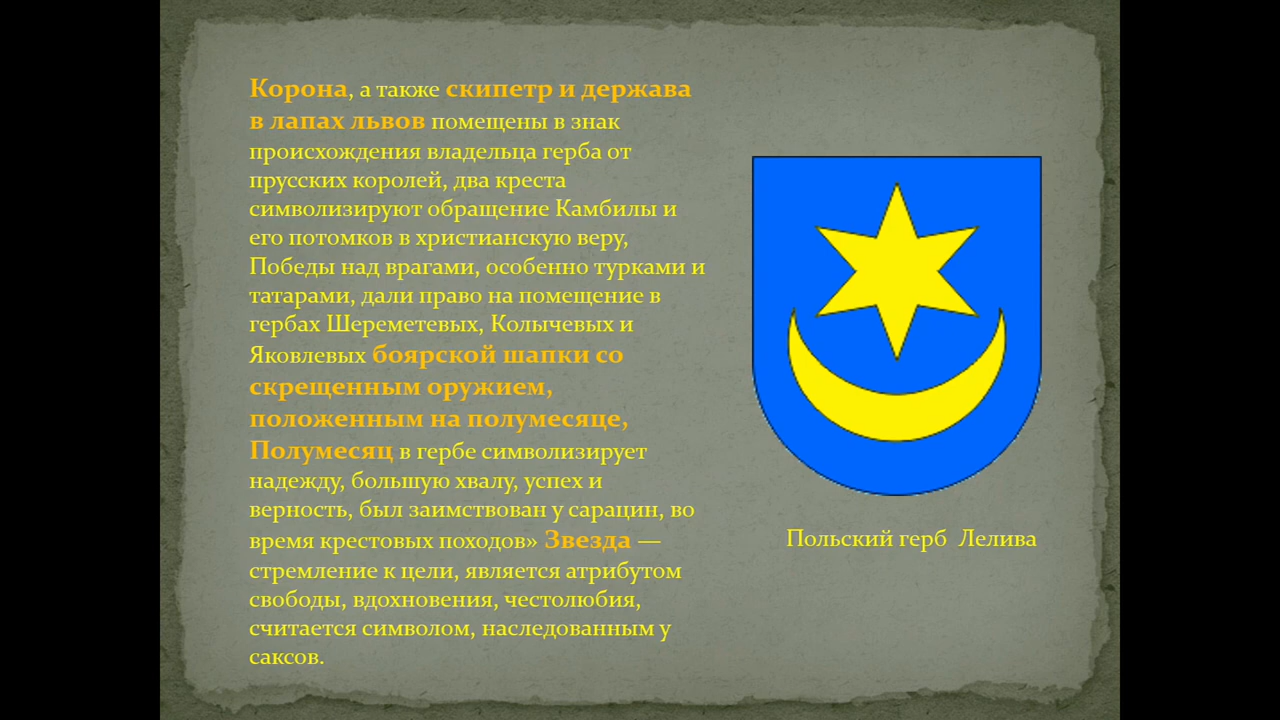 Корона, а также скипетр и держава
в лапах львов помещены в знак
происхождения владельца герба от
прусских королей, два креста
символизируют обращение Камбилы и
его потомков в христианскую веру,
Победы над врагами, особенно турками и
татарами, дали право на помещение в
гербах Шереметевых, Колычевых и
Яковлевых боярской шапки со
скрещенным оружием,
положенным на полумесяце,
Полумесяц в гербе символизирует
надежду, большую хвалу, успех и
верность, был заимствован у сарацин, во
время крестовых походов» Звезда —
стремление к цели, является атрибутом
свободы, вдохновения, честолюбия,
считается символом, наследованным у
саксов.
Польский герб Лелива